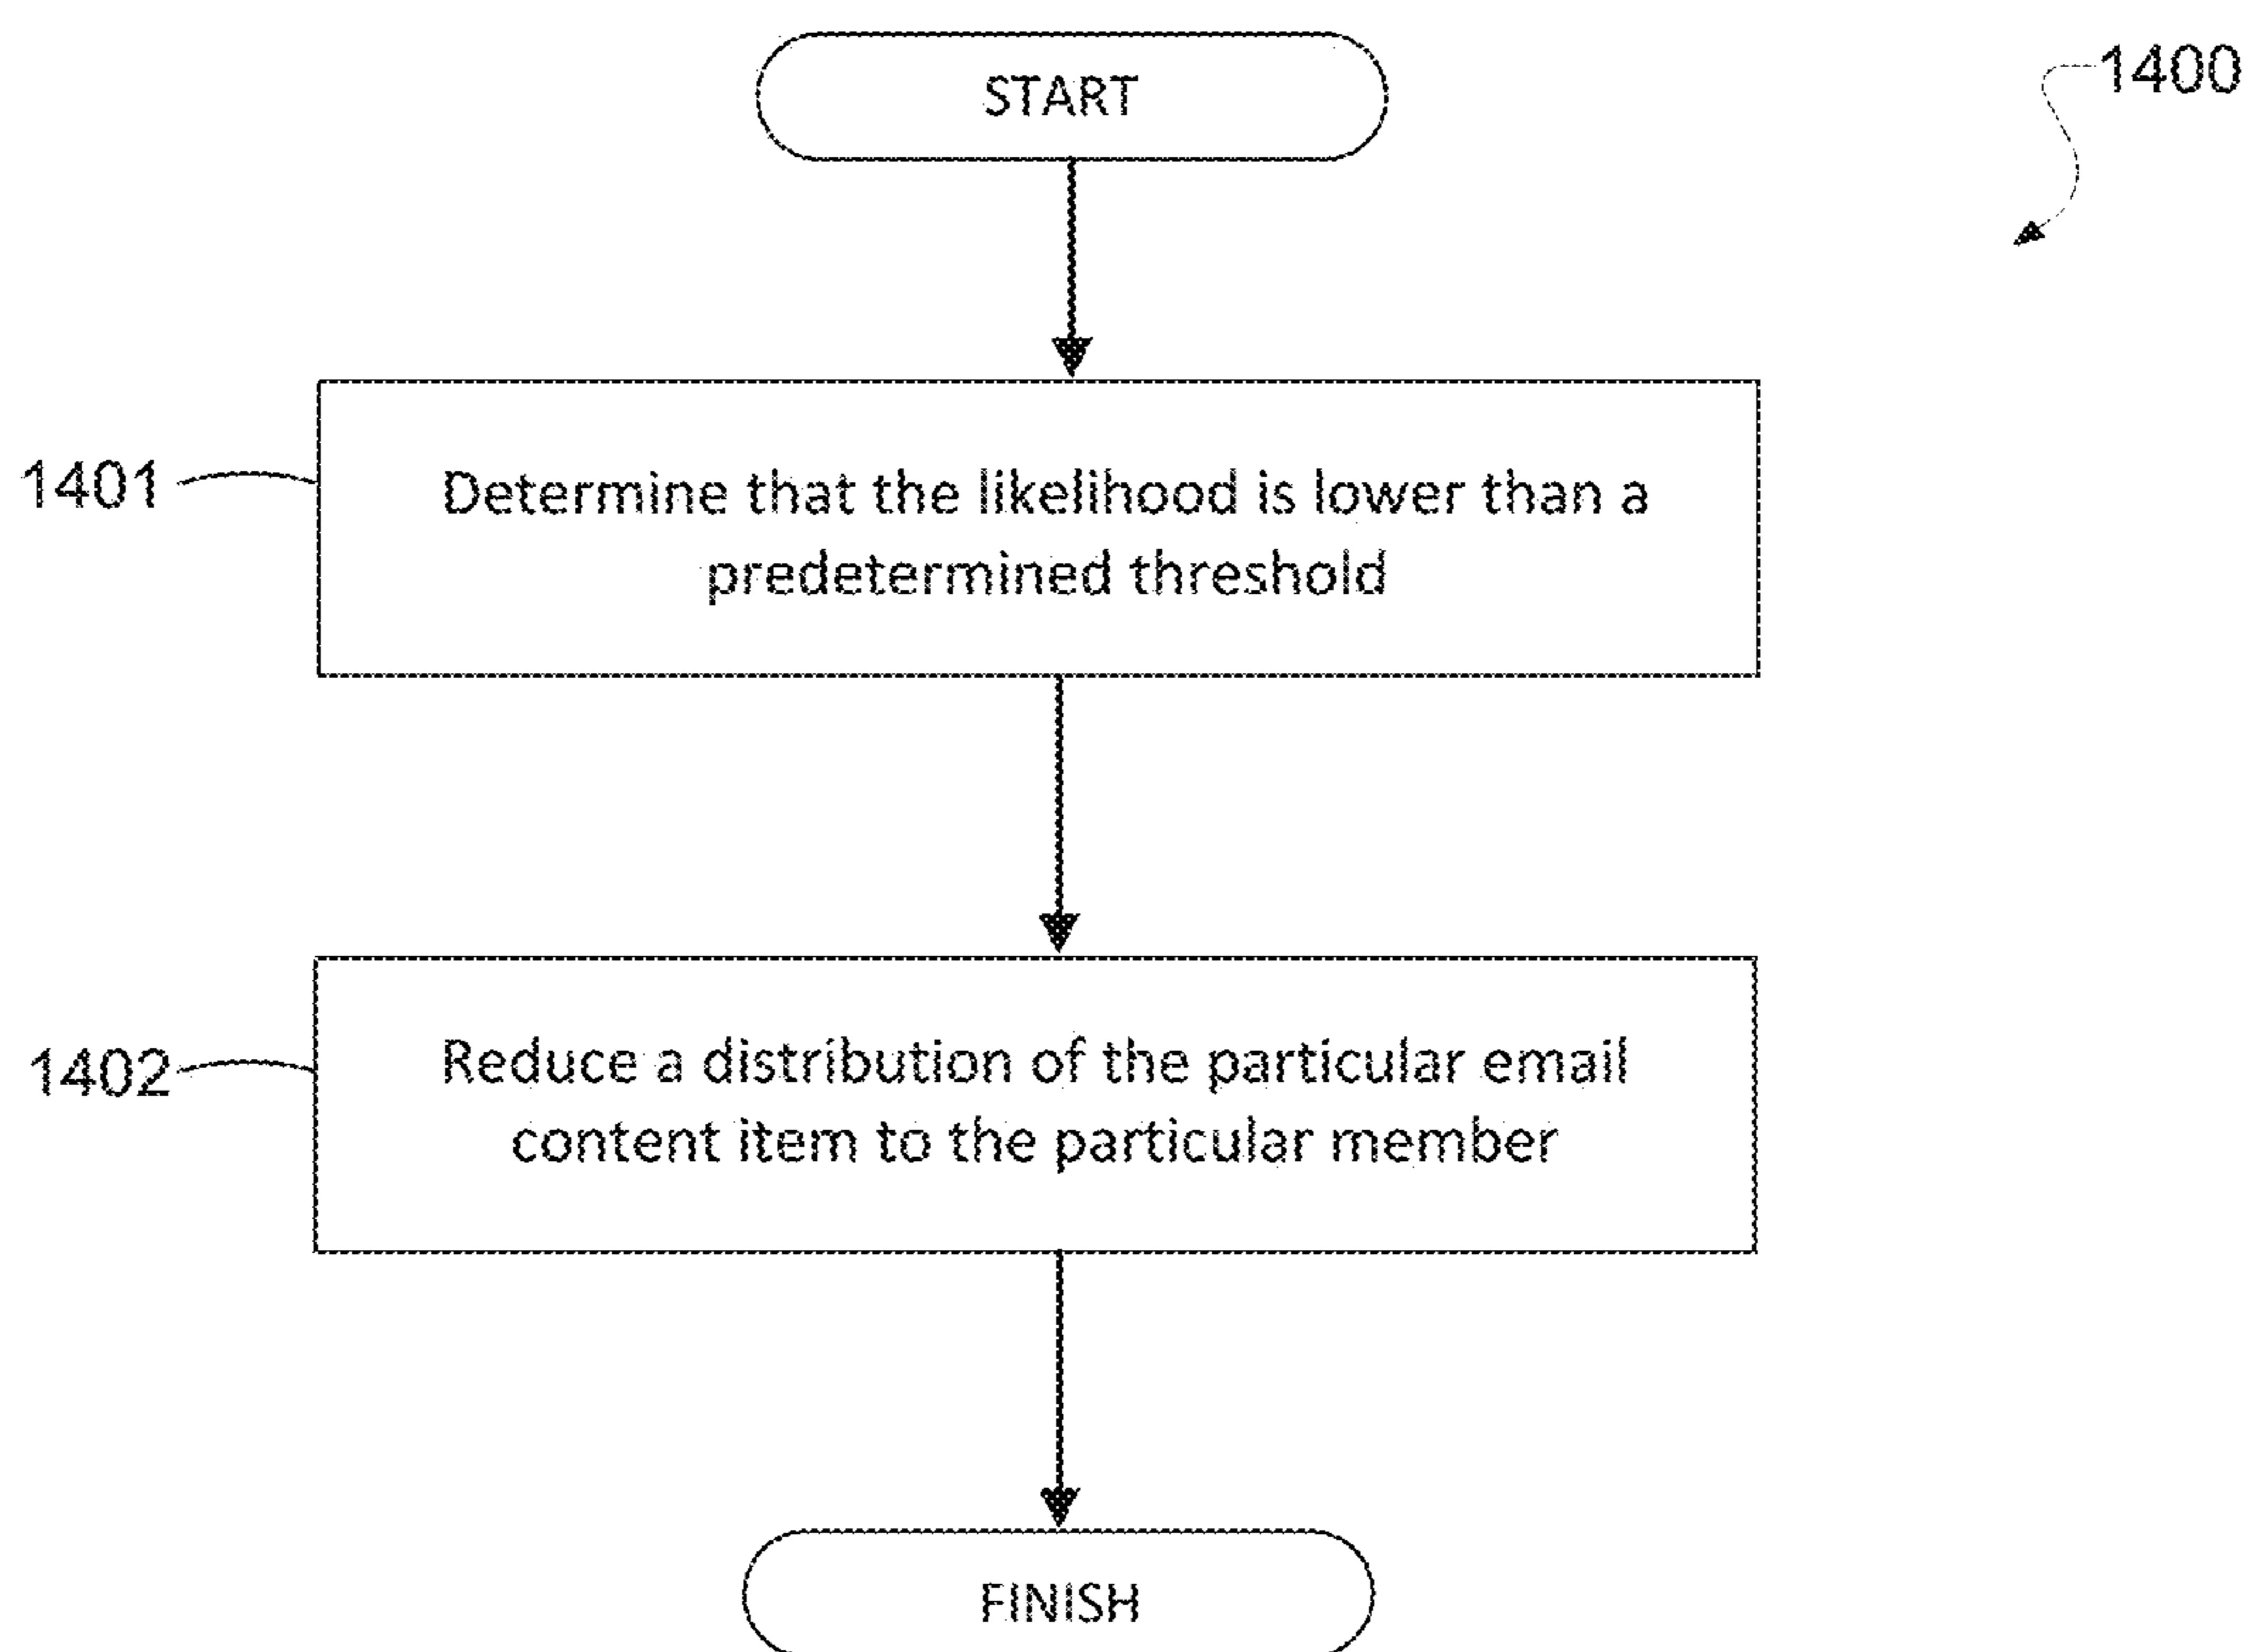 START
1400
1401
Determine that the likelihood is lower than a
predetermined threshold
1402
Reduce a distribution of the particular email
content item to the particular member
FINISH